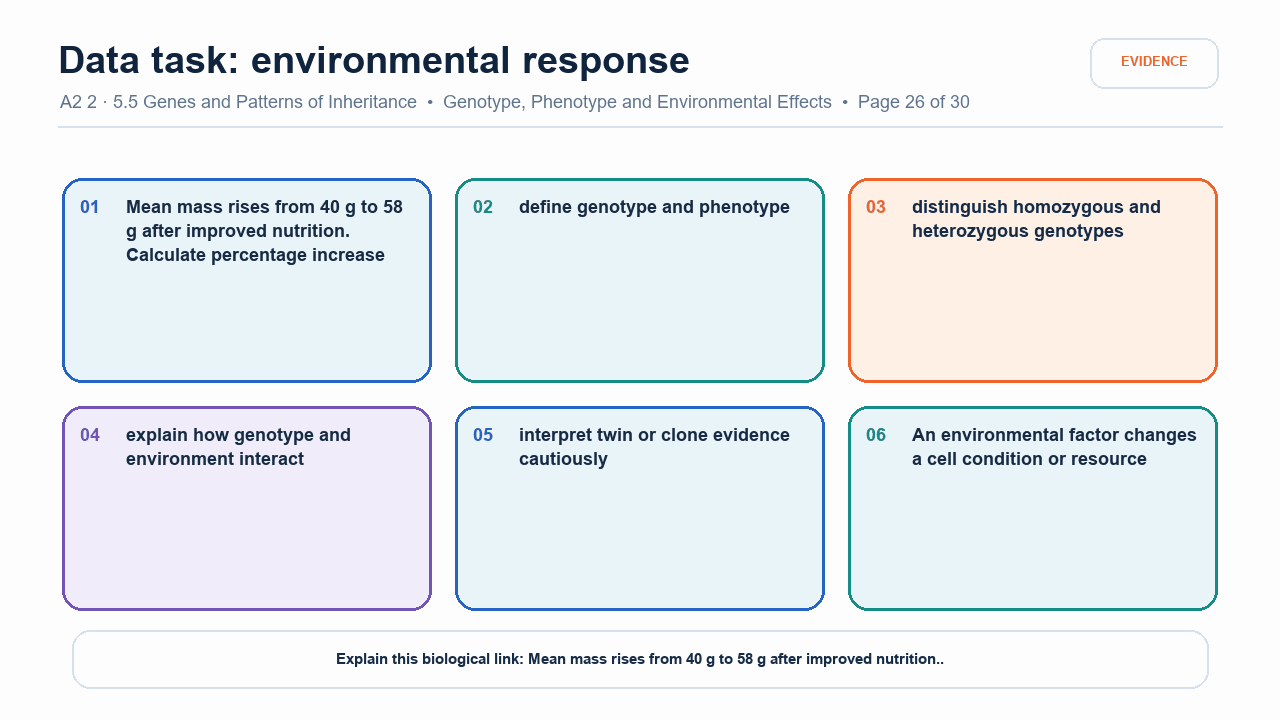 Data task: environmental response
EVIDENCE
A2 2 · 5.5 Genes and Patterns of Inheritance • Genotype, Phenotype and Environmental Effects • Page 26 of 30
01
Mean mass rises from 40 g to 58
g after improved nutrition.
Calculate percentage increase
02
define genotype and phenotype
03
distinguish homozygous and
heterozygous genotypes
04
explain how genotype and
environment interact
05
interpret twin or clone evidence
cautiously
06
An environmental factor changes
a cell condition or resource
Explain this biological link: Mean mass rises from 40 g to 58 g after improved nutrition..